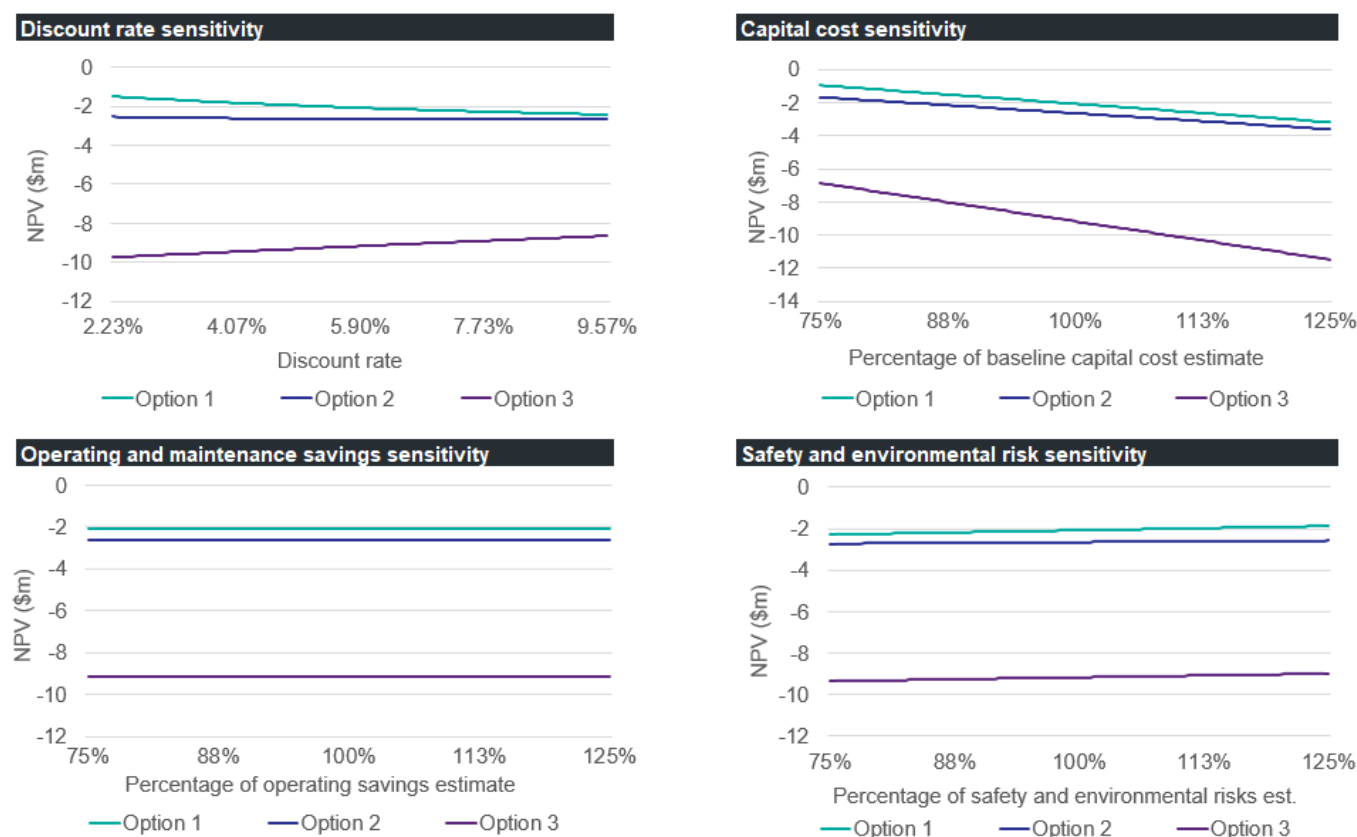 Discount rate sensitivity
0
-2
-4
-6
-8
-10
-12
NPV ($m)
2.23% 4.07% 5.90% 7.73% 9.57%
Discount rate
Option 1 Option 2 Option 3
Capital cost sensitivity
0
-2
-4
-6
-8
-10
-12
-14
NPV ($m)
75% 88% 100% 113% 125%
Percentage of baseline capital cost estimate
Option 1 Option 2 Option 3
Operating and maintenance savings sensitivity
0
-2
-4
-6
-8
-10
-12
NPV ($m)
75% 88% 100% 113% 125%
Percentage of operating savings estimate
Option 1 Option 2 Option 3
Safety and environmental risk sensitivity
0
-2
-4
-6
-8
-10
-12
NPV ($m)
75% 88% 100% 113% 125%
Percentage of safety and environmental risks est.
Option 1 Option 2 Option 3